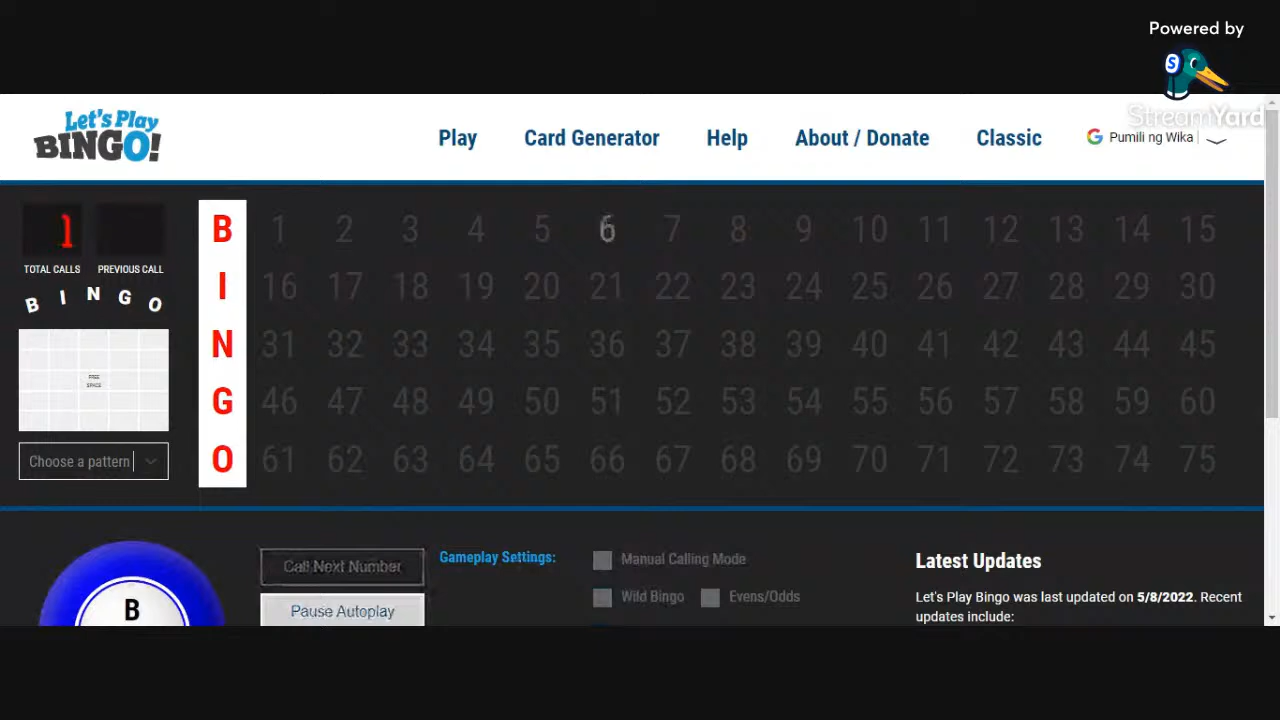 Powered by
S
StreamYard
Let's Play
BINGO!
Play
Card Generator
Help
About / Donate
Classic
G Pumili ng Wika
1
TOTAL CALLS
PREVIOUS CALL
B I N G O
FREE
SPACE
Choose a pattern
B 1 2 3 4 5 6 7 8 9 10 11 12 13 14 15
I 16 17 18 19 20 21 22 23 24 25 26 27 28 29 30
N 31 32 33 34 35 36 37 38 39 40 41 42 43 44 45
G 46 47 48 49 50 51 52 53 54 55 56 57 58 59 60
O 61 62 63 64 65 66 67 68 69 70 71 72 73 74 75
B
Call Next Number
Pause Autoplay
Gameplay Settings:
Manual Calling Mode
Wild Bingo
Evens/Odds
Latest Updates
Let's Play Bingo was last updated on 5/8/2022. Recent
updates include: